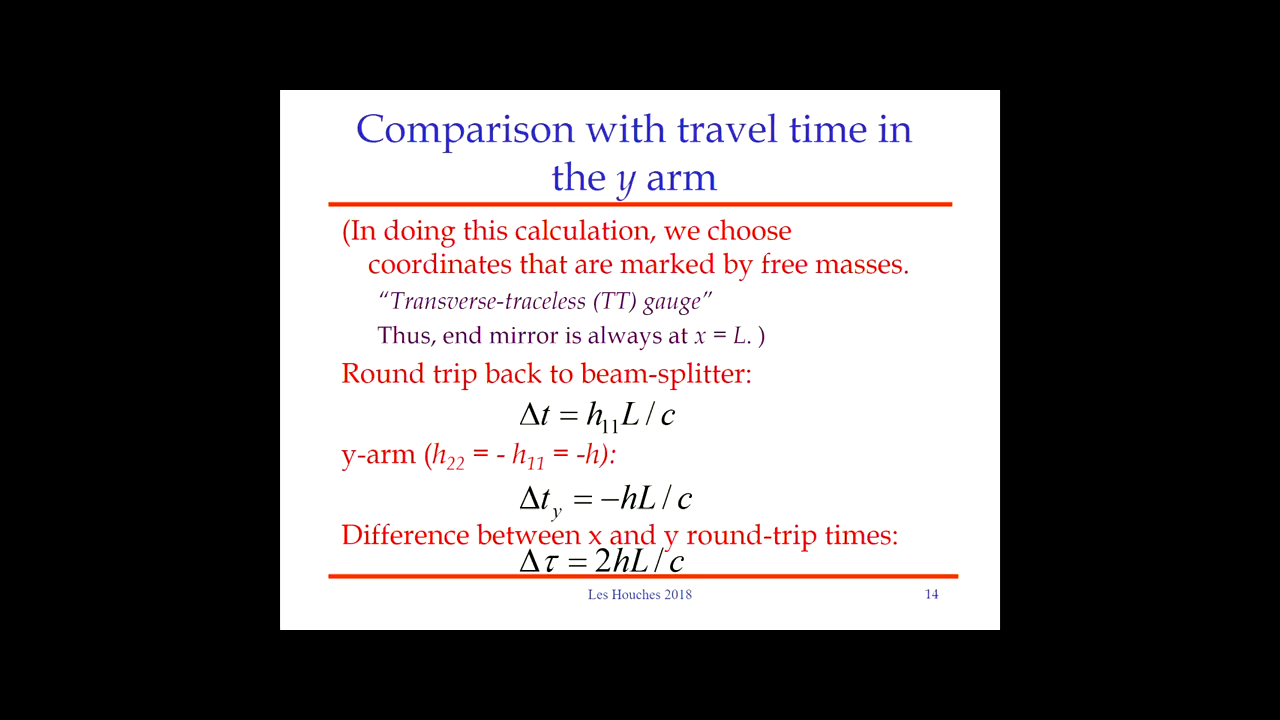 Comparison with travel time in
the y arm
(In doing this calculation, we choose
coordinates that are marked by free masses.
“Transverse-traceless (TT) gauge”
Thus, end mirror is always at x = L. )
Round trip back to beam-splitter:
Δt = h₁₁L / c
y-arm (h₂₂ = - h₁₁ = -h):
Δt_y = −hL / c
Difference between x and y round-trip times:
Δτ = 2hL / c
Les Houches 2018
14